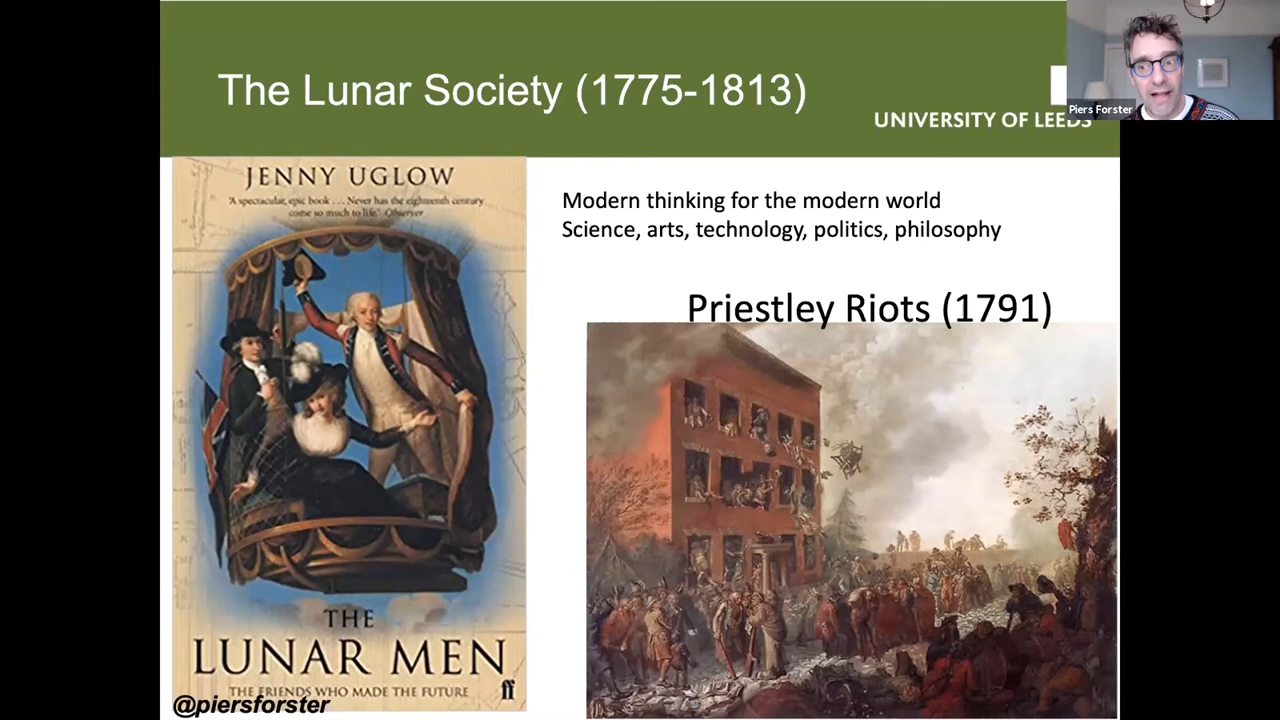 The Lunar Society (1775-1813)
Piers Forster
UNIVERSITY OF LEEDS
JENNY UGLOW
'A spectacular, epic book . . . Never has the eighteenth century
come so much to life.' Observer
Modern thinking for the modern world
Science, arts, technology, politics, philosophy
Priestley Riots (1791)
THE
LUNAR MEN
THE FRIENDS WHO MADE THE FUTURE
ff
@piersforster